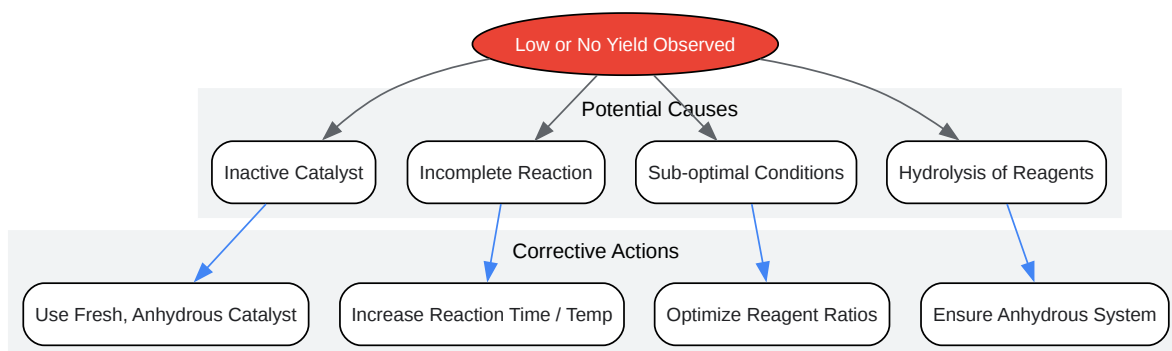 Low or No Yield Observed
Potential Causes
Inactive Catalyst
Incomplete Reaction
Sub-optimal Conditions
Hydrolysis of Reagents
Corrective Actions
Use Fresh, Anhydrous Catalyst
Increase Reaction Time / Temp
Optimize Reagent Ratios
Ensure Anhydrous System